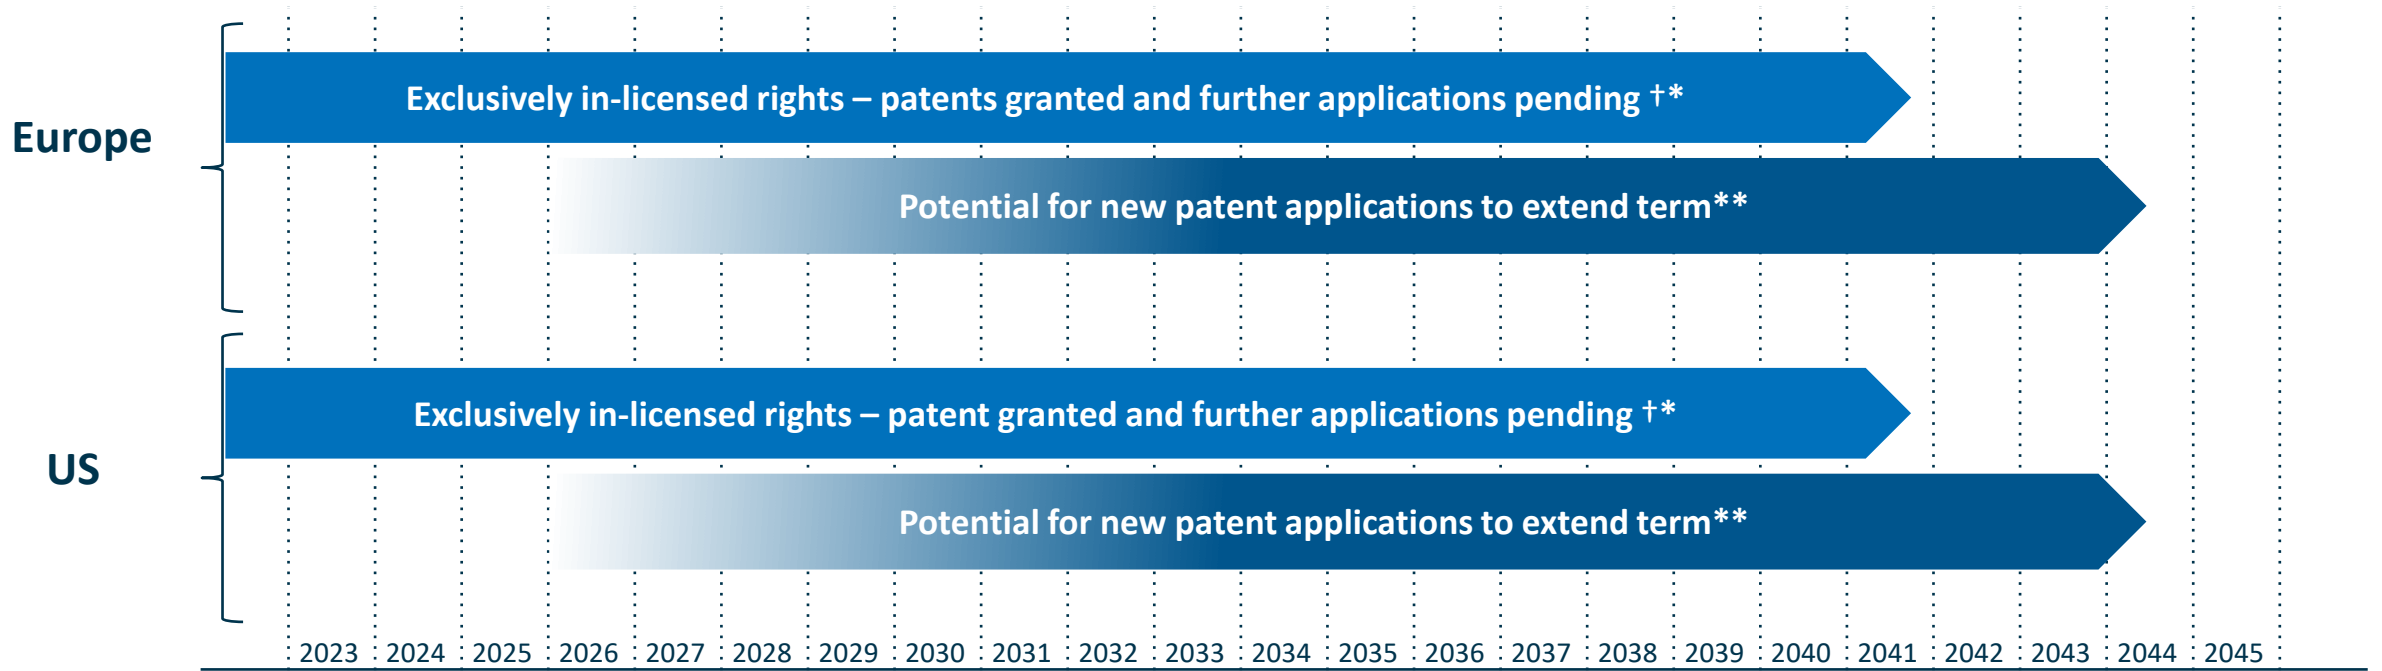 Europe
Exclusively in-licensed rights – patents granted and further applications pending †*
Potential for new patent applications to extend term**
US
Exclusively in-licensed rights – patent granted and further applications pending †*
Potential for new patent applications to extend term**
2023 2024 2025 2026 2027 2028 2029 2030 2031 2032 2033 2034 2035 2036 2037 2038 2039 2040 2041 2042 2043 2044 2045